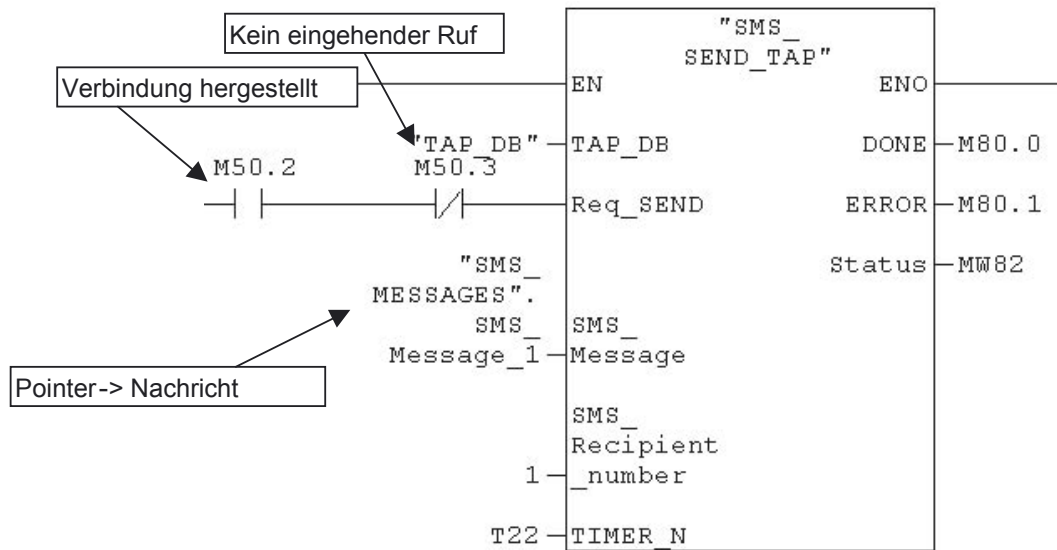 Kein eingehender Ruf
Verbindung hergestellt
"SMS_
SEND_TAP"
EN
ENO
"TAP_DB"
TAP_DB
DONE
M80.0
M50.2
M50.3
Req_SEND
ERROR
M80.1
"SMS_
MESSAGES".
SMS_
Message_1
Status
MW82
SMS_
Message
Pointer-> Nachricht
SMS_
Recipient
_number
1
T22
TIMER_N